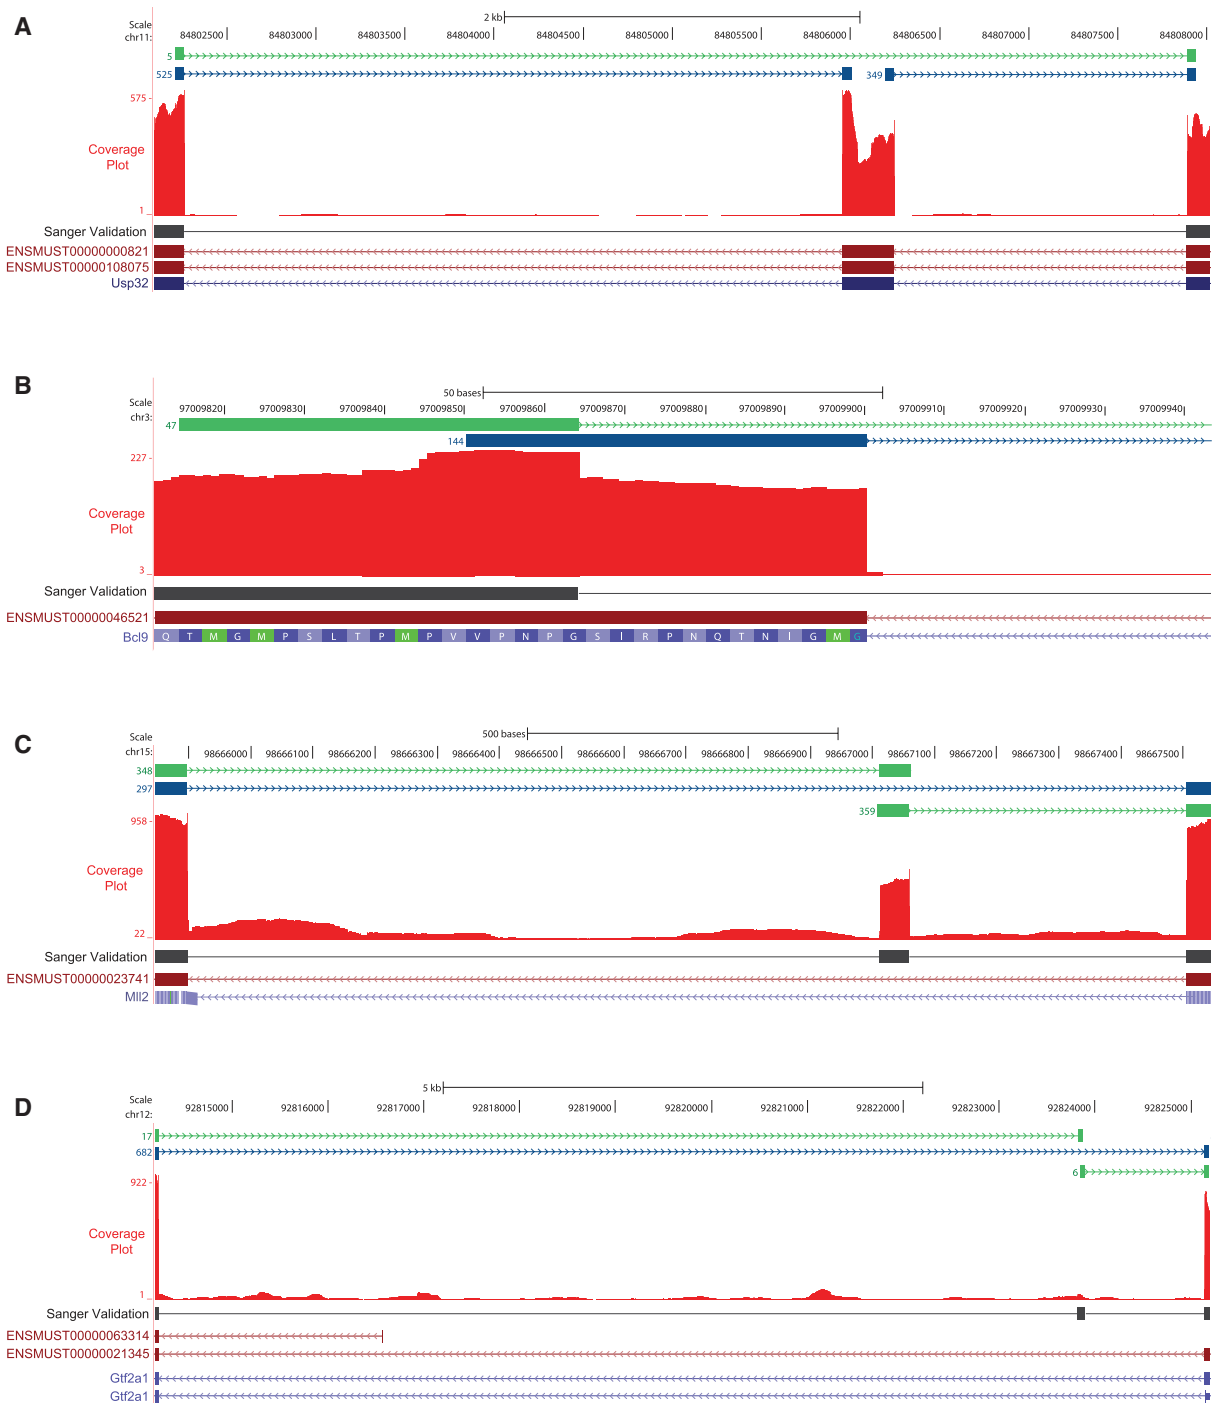 A
Scale
2 kb
chr11:
84802500 84803000 84803500 84804000 84804500 84805000 84805500 84806000 84806500 84807000 84807500 84808000
5
525 349
575
Coverage
Plot
1
Sanger Validation
ENSMUST00000000821
ENSMUST00000108075
Usp32
B
Scale
50 bases
chr3:
97009820 97009830 97009840 97009850 97009860 97009870 97009880 97009890 97009900 97009910 97009920 97009930 97009940
47
144
227
Coverage
Plot
3
Sanger Validation
ENSMUST00000046521
Bcl9 Q T M G M P S L T P M P V V P N P G S I R P N Q T N I G M G
C
Scale
500 bases
chr15:
98666000 98666100 98666200 98666300 98666400 98666500 98666600 98666700 98666800 98666900 98667000 98667100 98667200 98667300 98667400 98667500
348
297
359
958
Coverage
Plot
22
Sanger Validation
ENSMUST00000023741
Mll2
D
Scale
5 kb
chr12:
92815000 92816000 92817000 92818000 92819000 92820000 92821000 92822000 92823000 92824000 92825000
17
682
6
922
Coverage
Plot
1
Sanger Validation
ENSMUST00000063314
ENSMUST00000021345
Gtf2a1
Gtf2a1